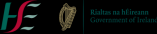 Rialtas na hÉireann
Government of Ireland